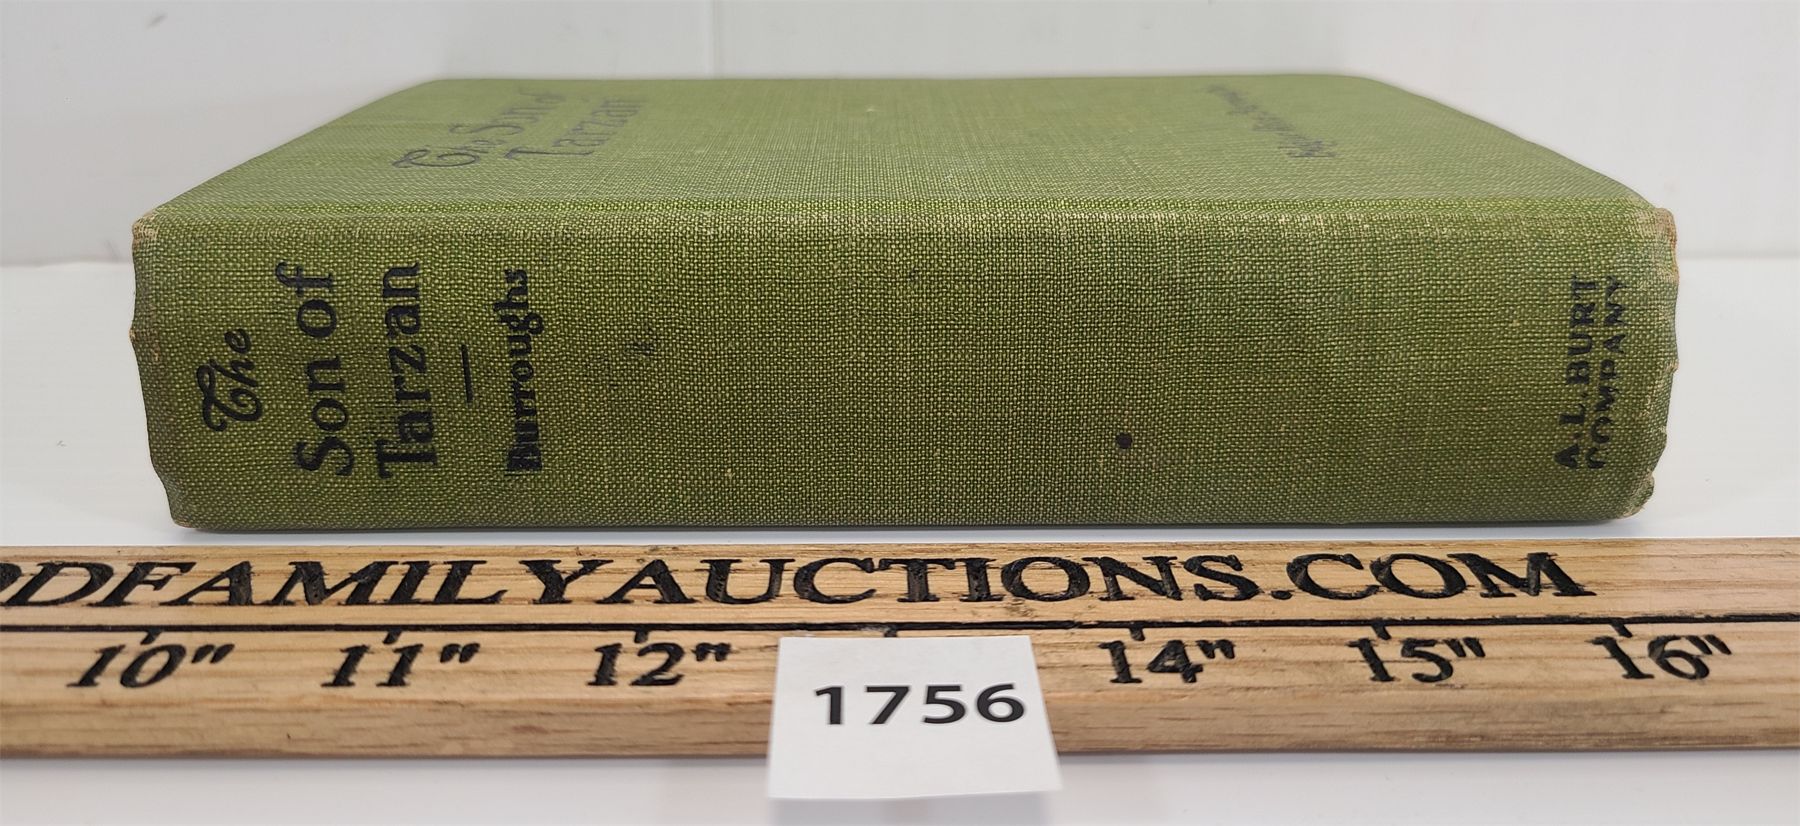 The Son of
Tarzan
The
Son of
Tarzan
Burroughs
A.L. BURT
COMPANY
DFAMILYAUCTIONS.COM
10" 11" 12" 14" 15" 16"
1756